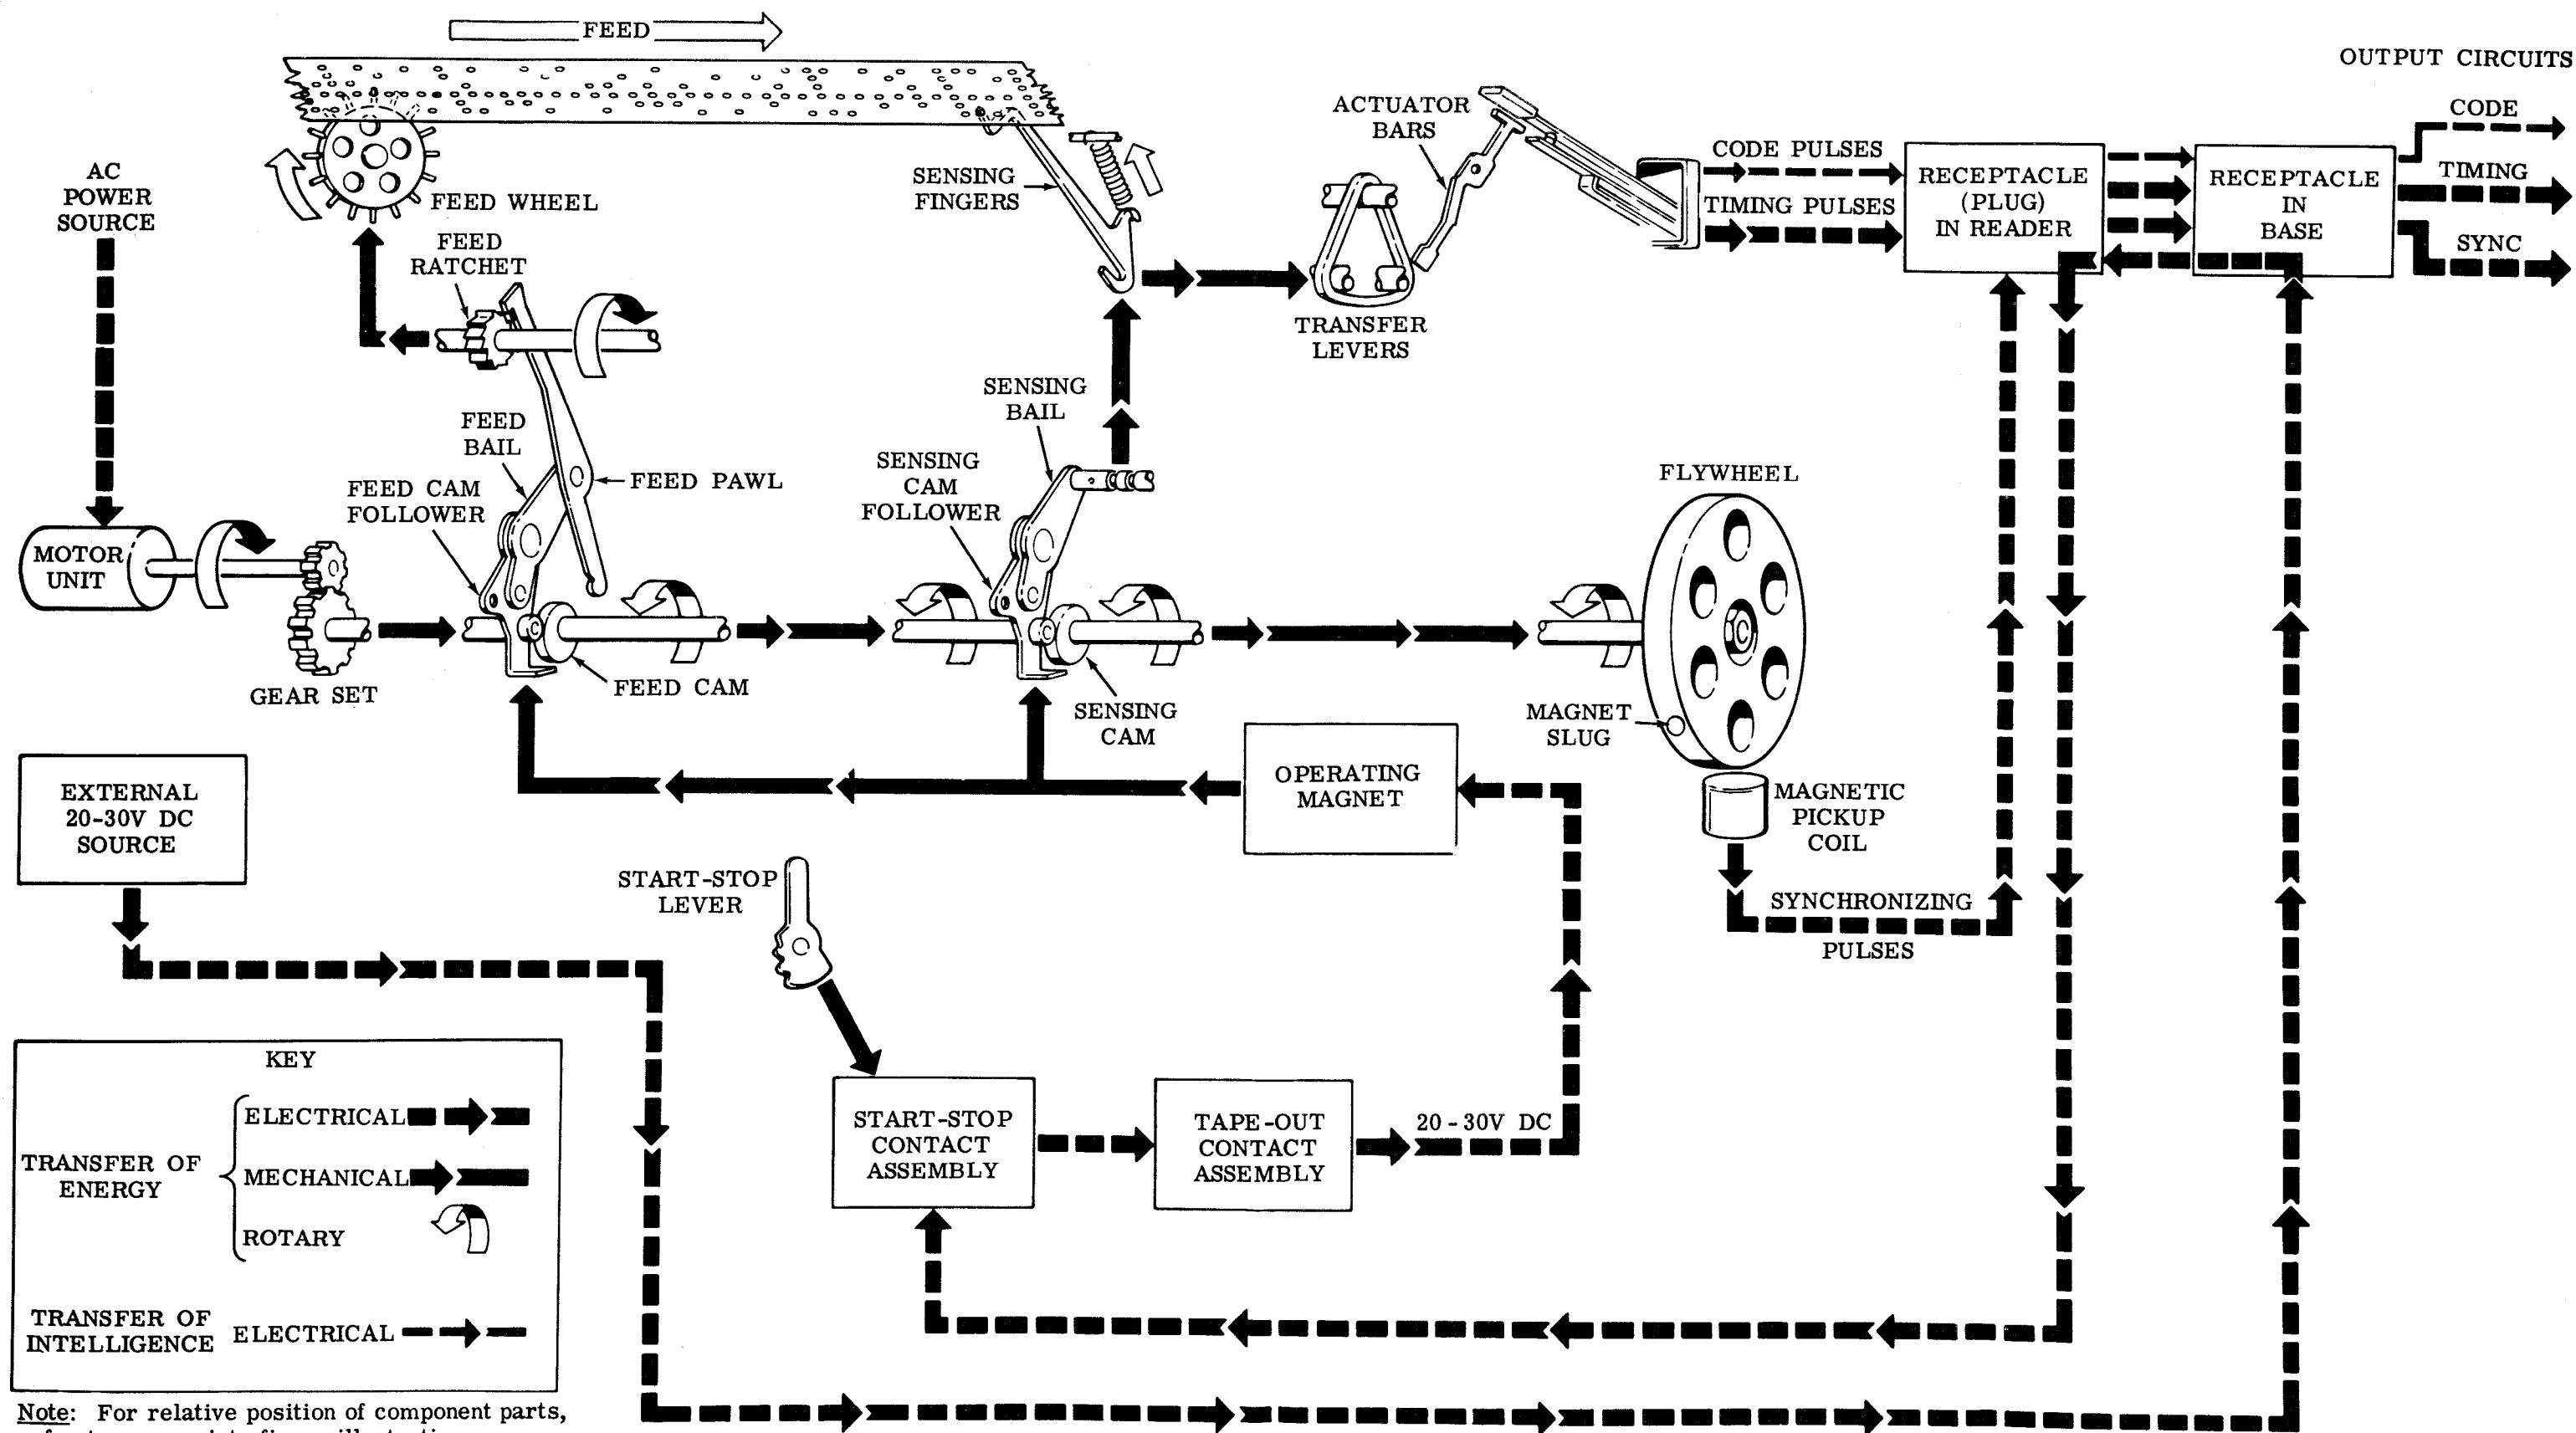 FEED
OUTPUT CIRCUITS
CODE
TIMING
SYNC
AC
POWER
SOURCE
FEED WHEEL
FEED
RATCHET
SENSING
FINGERS
ACTUATOR
BARS
TRANSFER
LEVERS
CODE PULSES
TIMING PULSES
RECEPTACLE
(PLUG)
IN READER
RECEPTACLE
IN
BASE
MOTOR
UNIT
GEAR SET
FEED
BAIL
FEED CAM
FOLLOWER
FEED PAWL
FEED CAM
SENSING
BAIL
SENSING
CAM
FOLLOWER
SENSING
CAM
FLYWHEEL
MAGNET
SLUG
MAGNETIC
PICKUP
COIL
SYNCHRONIZING
PULSES
OPERATING
MAGNET
EXTERNAL
20-30V DC
SOURCE
START-STOP
LEVER
START-STOP
CONTACT
ASSEMBLY
TAPE-OUT
CONTACT
ASSEMBLY
20-30V DC
KEY
TRANSFER OF
ENERGY
ELECTRICAL
MECHANICAL
ROTARY
TRANSFER OF
INTELLIGENCE
ELECTRICAL
Note: For relative position of component parts,